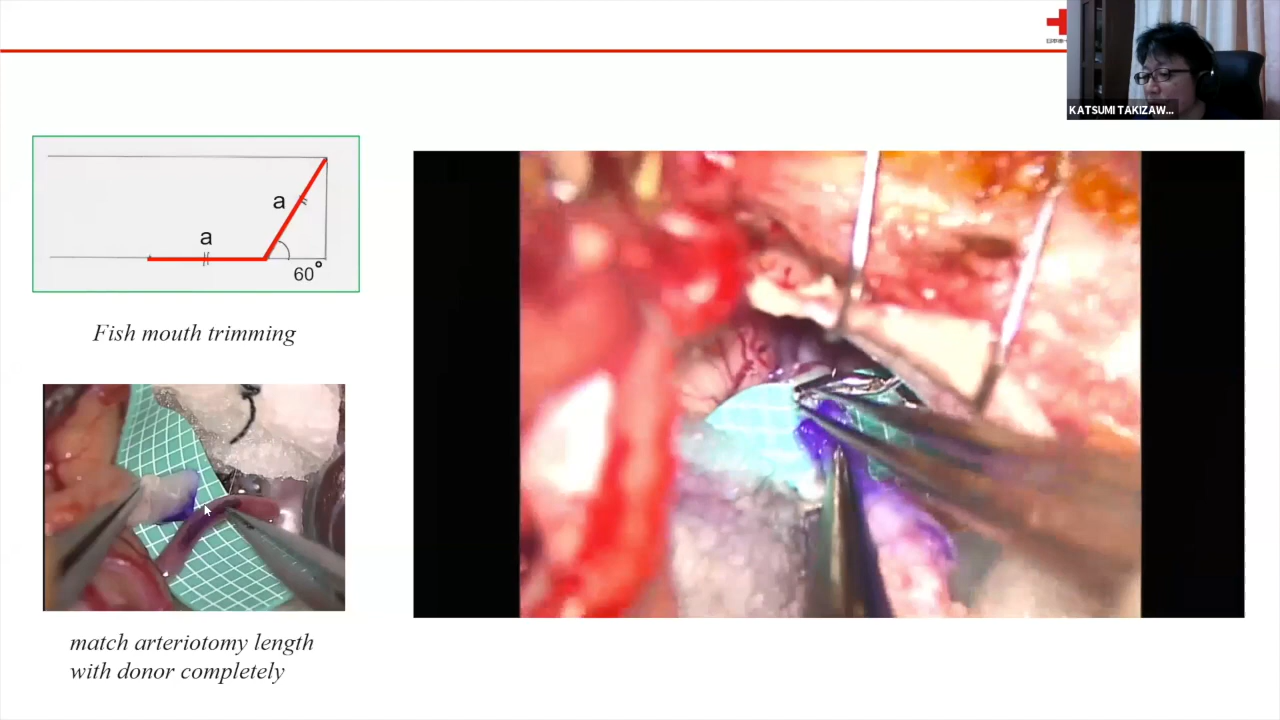 KATSUMI TAKIZAW...
a
a
60°
Fish mouth trimming
match arteriotomy length
with donor completely